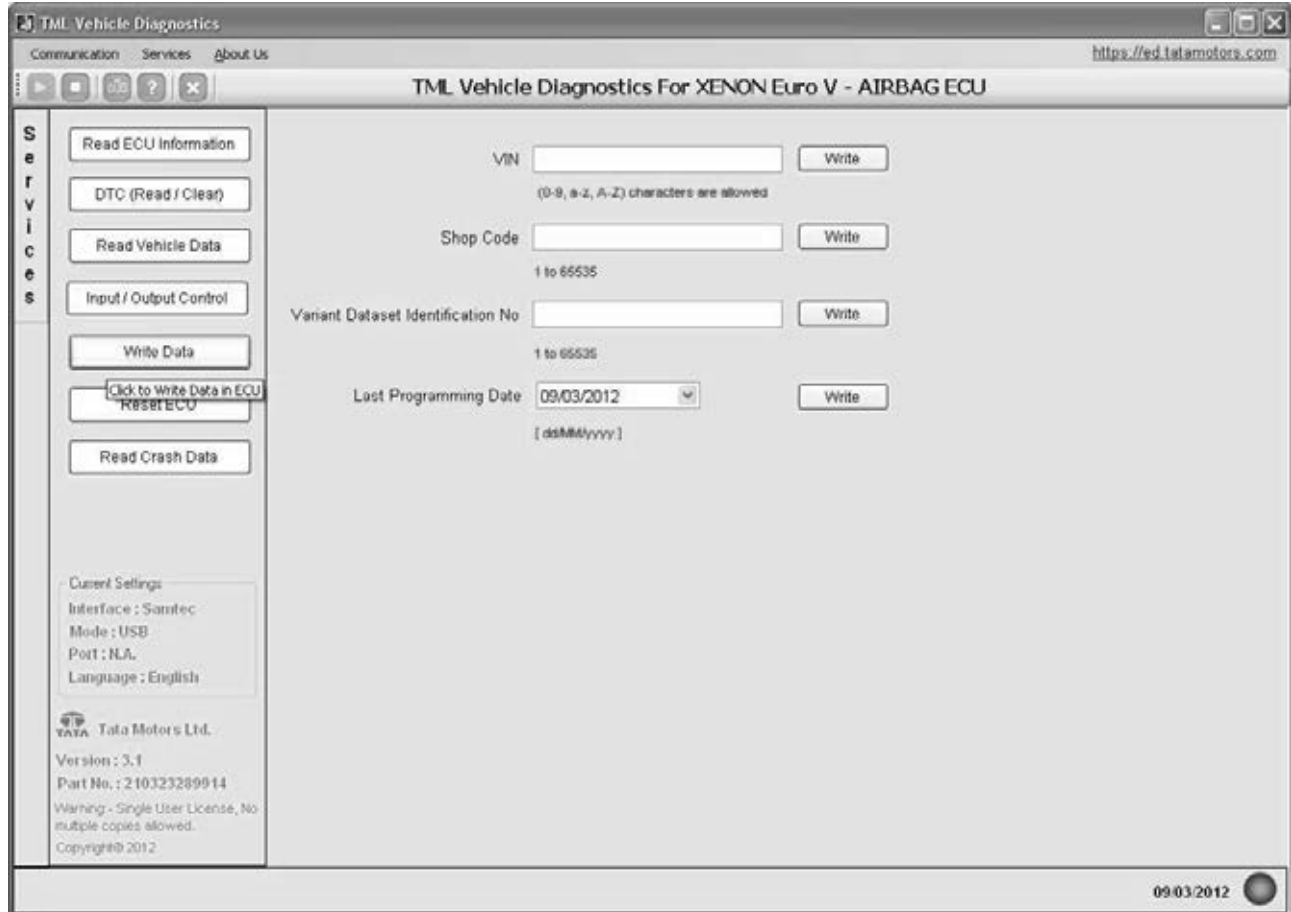 TML Vehicle Diagnostics
Communication Services About Us https://ed.tatamotors.com
TML Vehicle Diagnostics For XENON Euro V - AIRBAG ECU
Services
Read ECU Information
DTC (Read / Clear)
Read Vehicle Data
Input / Output Control
Write Data
Click to Write Data in ECU
Reset ECU
Read Crash Data
VIN Write
(0-9, a-z, A-Z) characters are allowed
Shop Code Write
1 to 65535
Variant Dataset Identification No Write
1 to 65535
Last Programming Date 09/03/2012 Write
[ dd/MM/yyyy ]
Current Settings
Interface : Samtec
Mode : USB
Port : N.A.
Language : English
TATA Tata Motors Ltd.
Version : 3.1
Part No. : 210323289914
Warning - Single User License, No
multiple copies allowed.
Copyright© 2012
09/03/2012